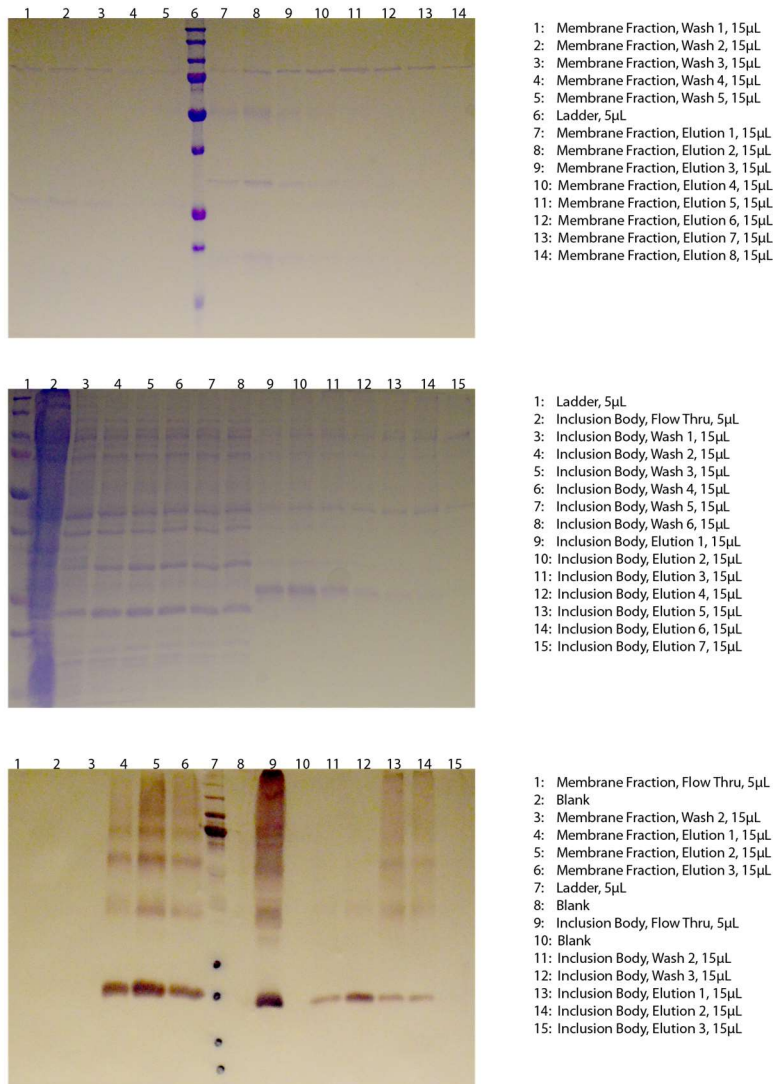 1 2 3 4 5 6 7 8 9 10 11 12 13 14
1: Membrane Fraction, Wash 1, 15µL
2: Membrane Fraction, Wash 2, 15µL
3: Membrane Fraction, Wash 3, 15µL
4: Membrane Fraction, Wash 4, 15µL
5: Membrane Fraction, Wash 5, 15µL
6: Ladder, 5µL
7: Membrane Fraction, Elution 1, 15µL
8: Membrane Fraction, Elution 2, 15µL
9: Membrane Fraction, Elution 3, 15µL
10: Membrane Fraction, Elution 4, 15µL
11: Membrane Fraction, Elution 5, 15µL
12: Membrane Fraction, Elution 6, 15µL
13: Membrane Fraction, Elution 7, 15µL
14: Membrane Fraction, Elution 8, 15µL
1 2 3 4 5 6 7 8 9 10 11 12 13 14 15
1: Ladder, 5µL
2: Inclusion Body, Flow Thru, 5µL
3: Inclusion Body, Wash 1, 15µL
4: Inclusion Body, Wash 2, 15µL
5: Inclusion Body, Wash 3, 15µL
6: Inclusion Body, Wash 4, 15µL
7: Inclusion Body, Wash 5, 15µL
8: Inclusion Body, Wash 6, 15µL
9: Inclusion Body, Elution 1, 15µL
10: Inclusion Body, Elution 2, 15µL
11: Inclusion Body, Elution 3, 15µL
12: Inclusion Body, Elution 4, 15µL
13: Inclusion Body, Elution 5, 15µL
14: Inclusion Body, Elution 6, 15µL
15: Inclusion Body, Elution 7, 15µL
1 2 3 4 5 6 7 8 9 10 11 12 13 14 15
1: Membrane Fraction, Flow Thru, 5µL
2: Blank
3: Membrane Fraction, Wash 2, 15µL
4: Membrane Fraction, Elution 1, 15µL
5: Membrane Fraction, Elution 2, 15µL
6: Membrane Fraction, Elution 3, 15µL
7: Ladder, 5µL
8: Blank
9: Inclusion Body, Flow Thru, 5µL
10: Blank
11: Inclusion Body, Wash 2, 15µL
12: Inclusion Body, Wash 3, 15µL
13: Inclusion Body, Elution 1, 15µL
14: Inclusion Body, Elution 2, 15µL
15: Inclusion Body, Elution 3, 15µL